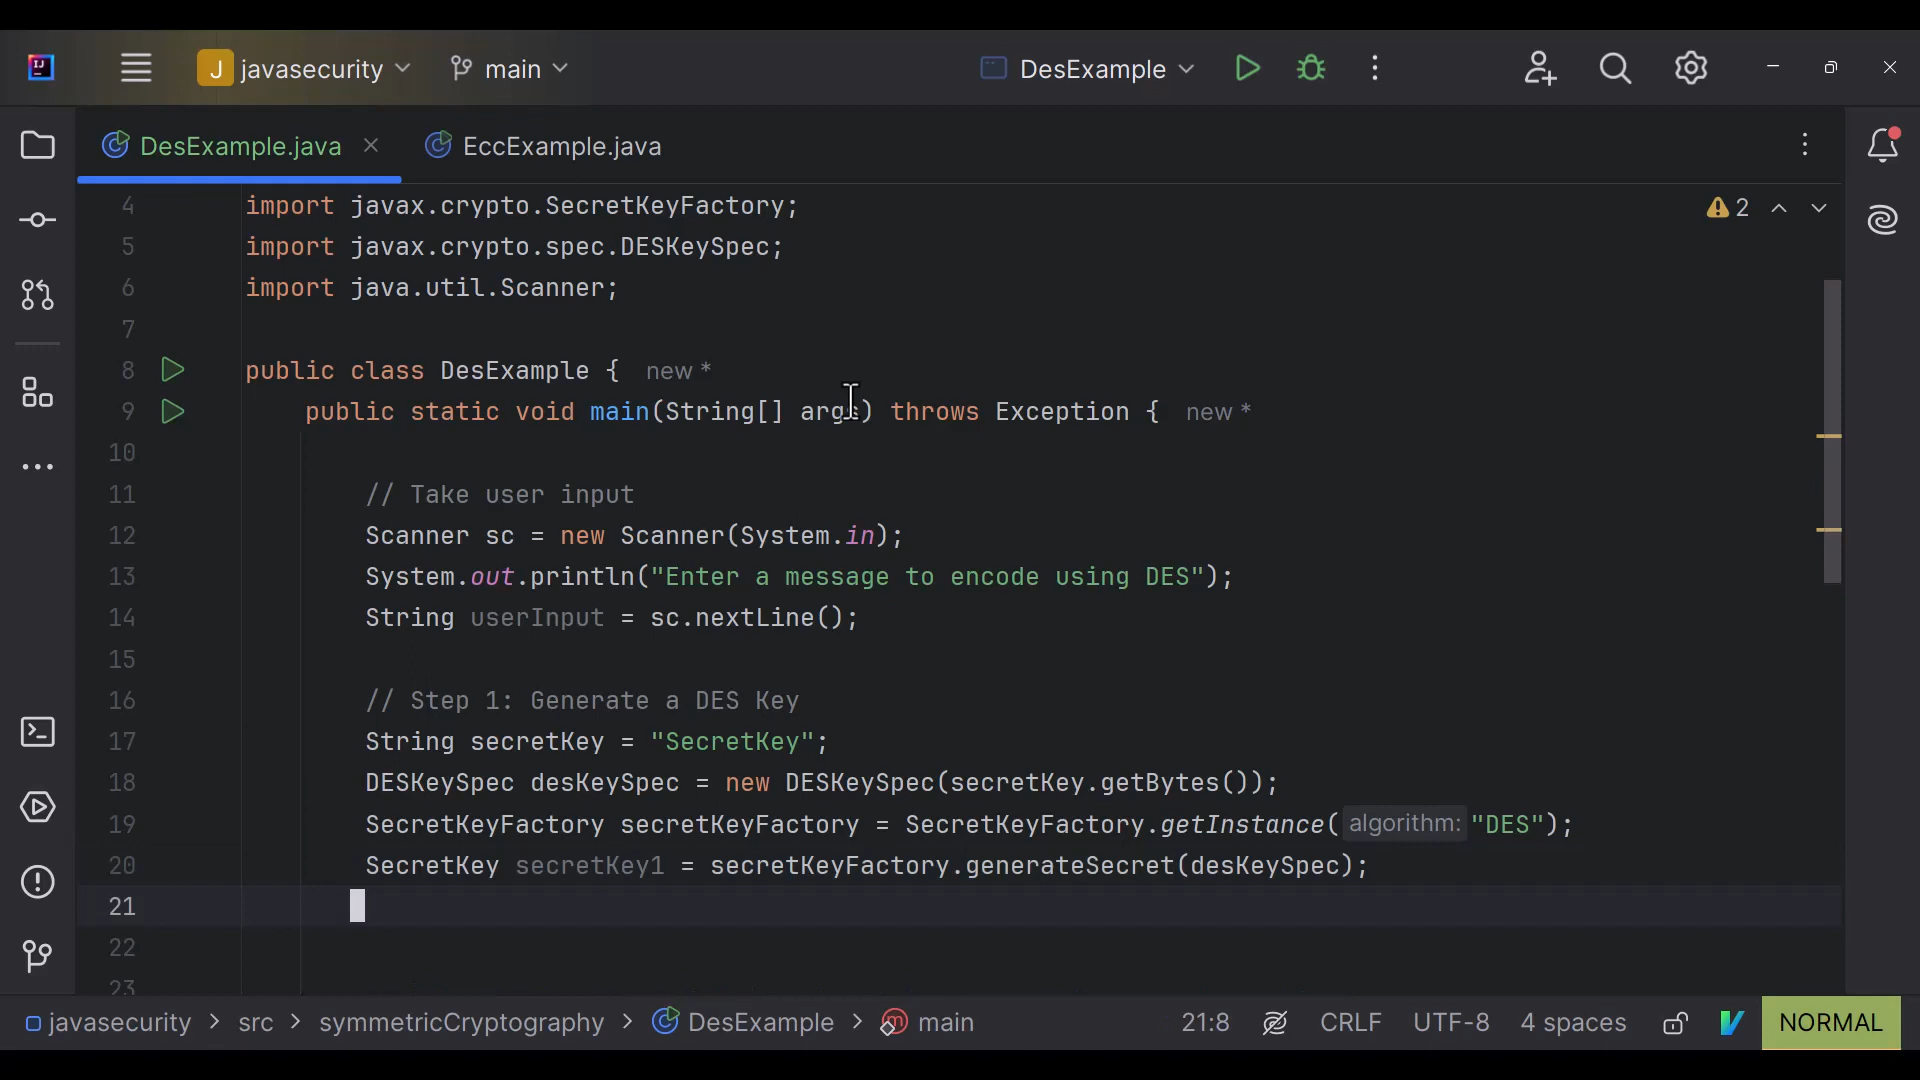 IJ
J javasecurity main DesExample
DesExample.java EccExample.java
4 import javax.crypto.SecretKeyFactory; 2
5 import javax.crypto.spec.DESKeySpec;
6 import java.util.Scanner;
7
8 public class DesExample { new *
9 public static void main(String[] args) throws Exception { new *
10
11 // Take user input
12 Scanner sc = new Scanner(System.in);
13 System.out.println("Enter a message to encode using DES");
14 String userInput = sc.nextLine();
15
16 // Step 1: Generate a DES Key
17 String secretKey = "SecretKey";
18 DESKeySpec desKeySpec = new DESKeySpec(secretKey.getBytes());
19 SecretKeyFactory secretKeyFactory = SecretKeyFactory.getInstance( algorithm: "DES");
20 SecretKey secretKey1 = secretKeyFactory.generateSecret(desKeySpec);
21
22
23
javasecurity > src > symmetricCryptography > DesExample > main 21:8 CRLF UTF-8 4 spaces NORMAL